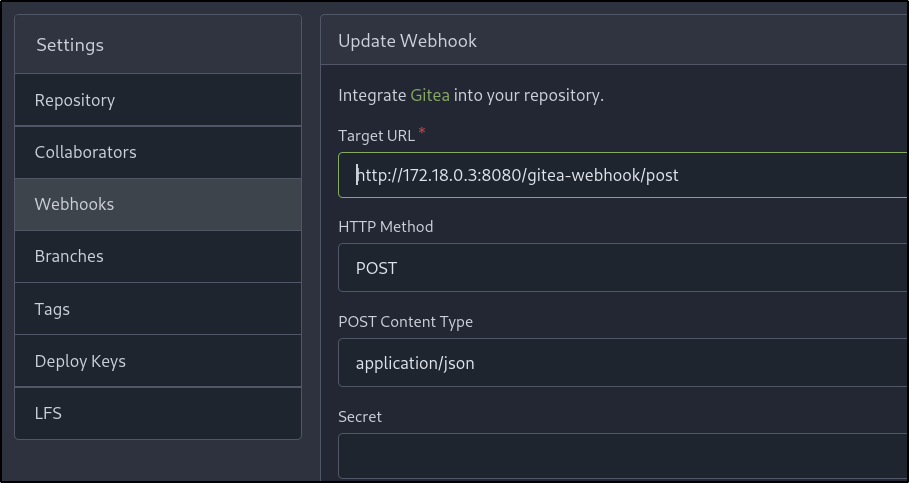 Settings
Repository
Collaborators
Webhooks
Branches
Tags
Deploy Keys
LFS
Update Webhook
Integrate Gitea into your repository.
Target URL *
http://172.18.0.3:8080/gitea-webhook/post
HTTP Method
POST
POST Content Type
application/json
Secret